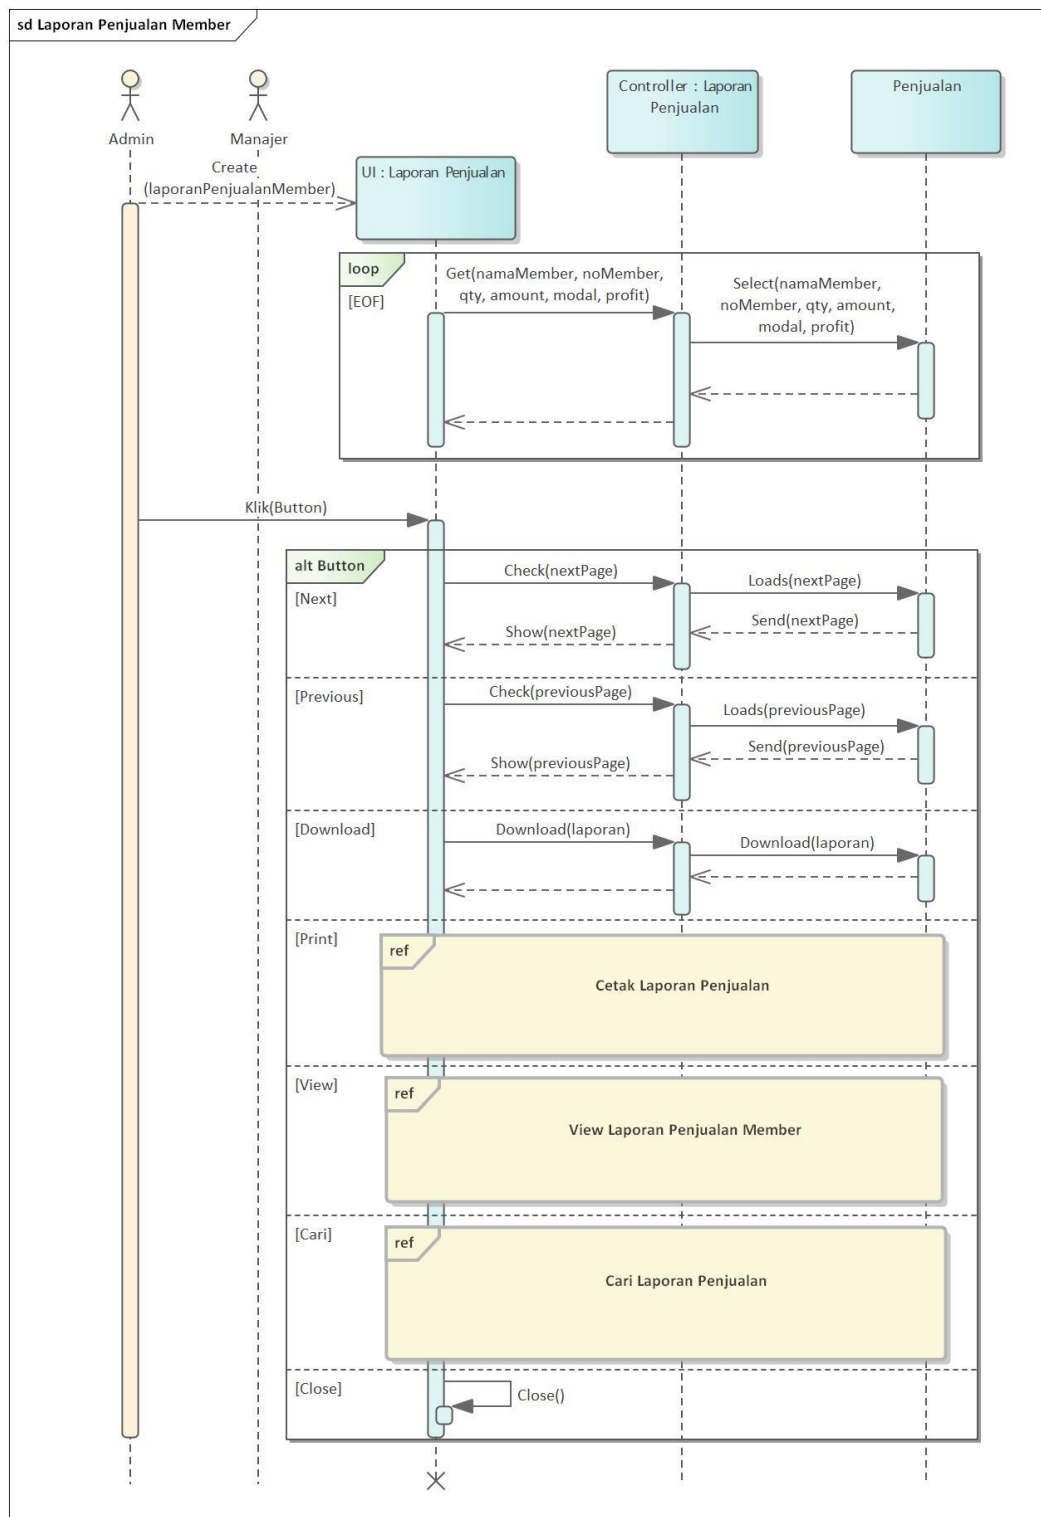 sd Laporan Penjualan Member
Admin
Manajer
Controller : Laporan
Penjualan
Penjualan
Create
(laporanPenjualanMember)
UI : Laporan Penjualan
loop
[EOF]
Get(namaMember, noMember,
qty, amount, modal, profit)
Select(namaMember,
noMember, qty, amount,
modal, profit)
Klik(Button)
alt Button
[Next]
Check(nextPage)
Loads(nextPage)
Send(nextPage)
Show(nextPage)
[Previous]
Check(previousPage)
Loads(previousPage)
Send(previousPage)
Show(previousPage)
[Download]
Download(laporan)
Download(laporan)
[Print]
ref
Cetak Laporan Penjualan
[View]
ref
View Laporan Penjualan Member
[Cari]
ref
Cari Laporan Penjualan
[Close]
Close()